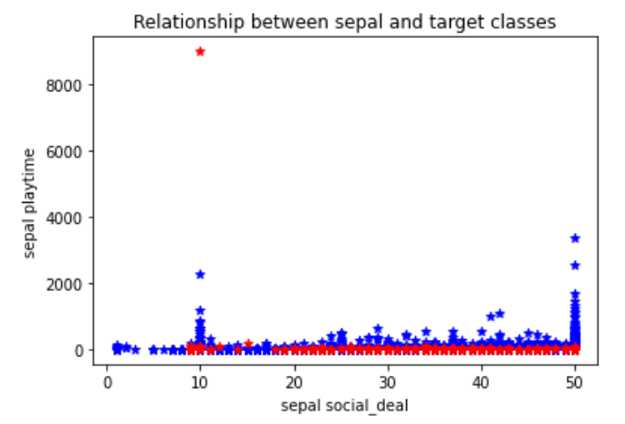 Relationship between sepal and target classes
8000
6000
4000
2000
0
sepal playtime
0 10 20 30 40 50
sepal social_deal